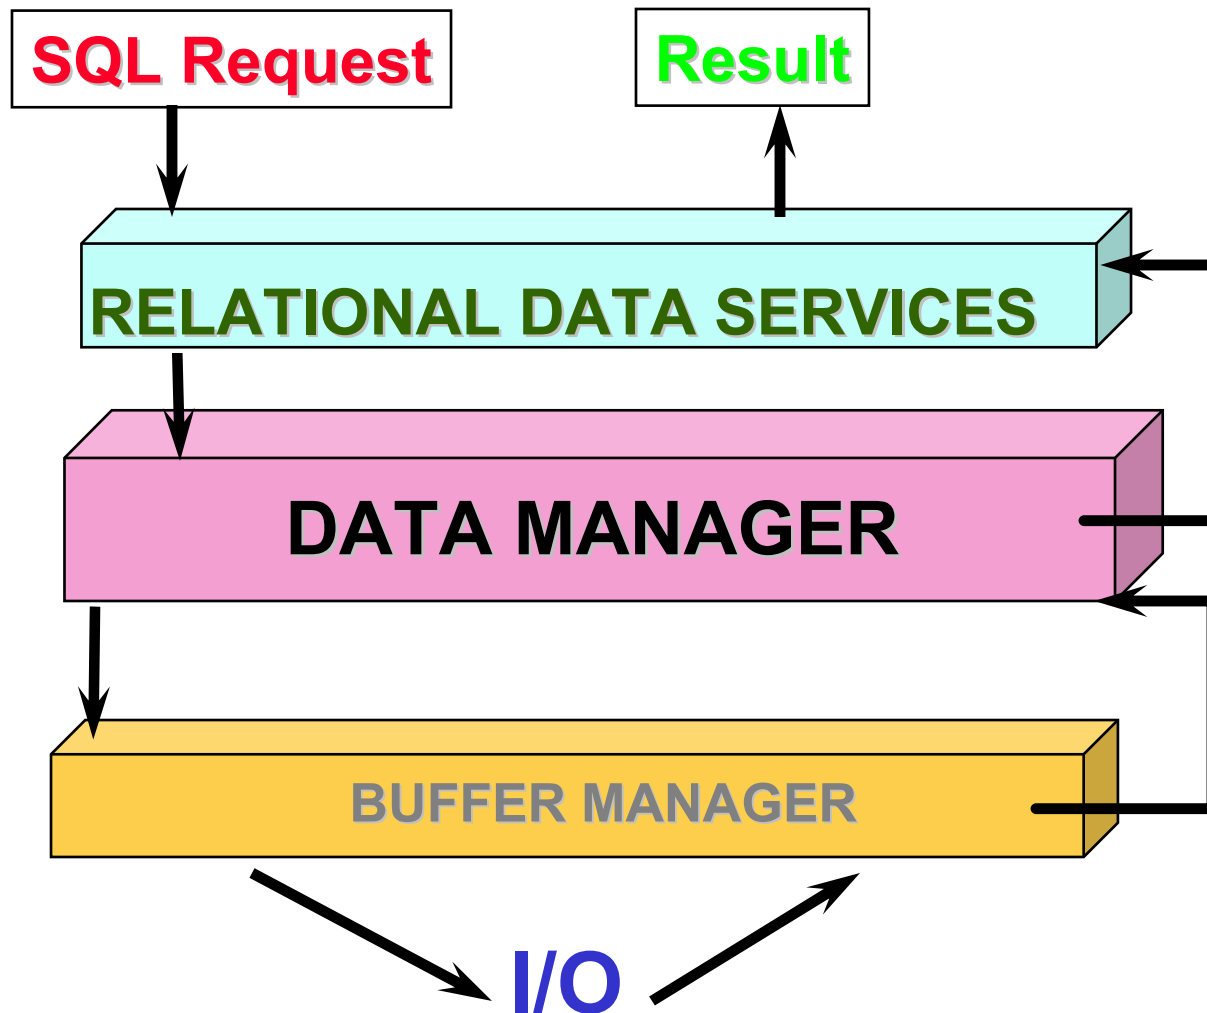 SQL Request
Result
RELATIONAL DATA SERVICES
DATA MANAGER
BUFFER MANAGER
I/O